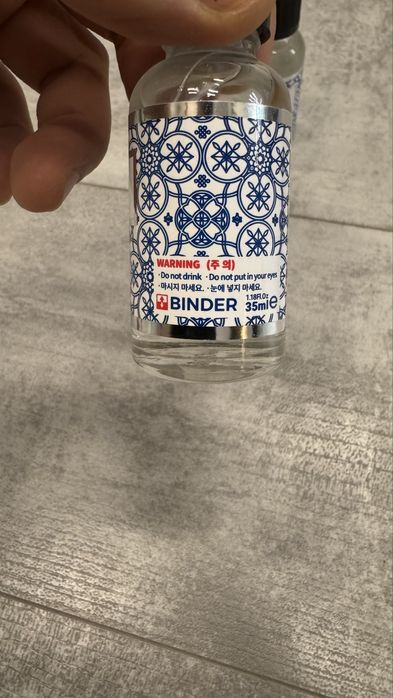 WARNING (주 의)
·Do not drink ·Do not put in your eyes
·마시지 마세요. ·눈에 넣지 마세요.
BINDER 1.18Fl.Oz 35ml e